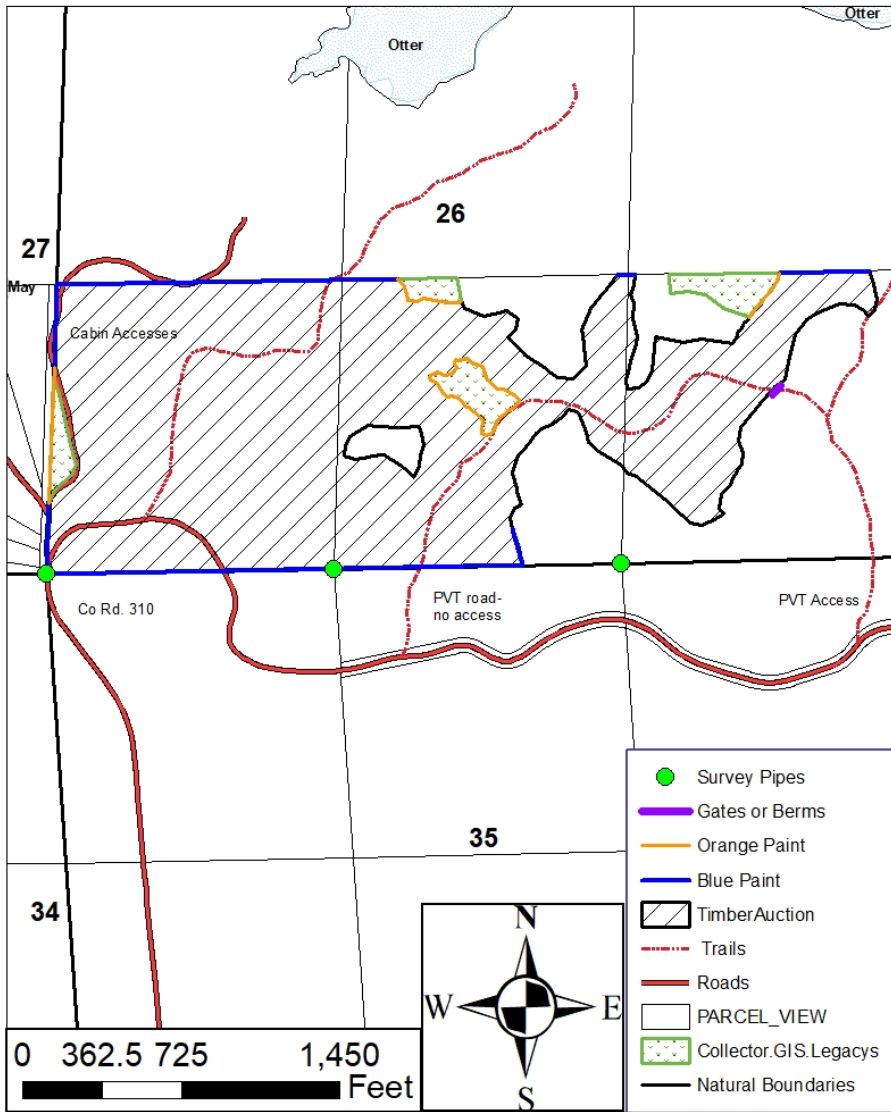 Otter
Otter
26
27
May
Cabin Accesses
Co Rd. 310
PVT road-
no access
PVT Access
35
34
Survey Pipes
Gates or Berms
Orange Paint
Blue Paint
TimberAuction
Trails
Roads
PARCEL_VIEW
Collector.GIS.Legacys
Natural Boundaries
N
W E
S
0 362.5 725 1,450
Feet